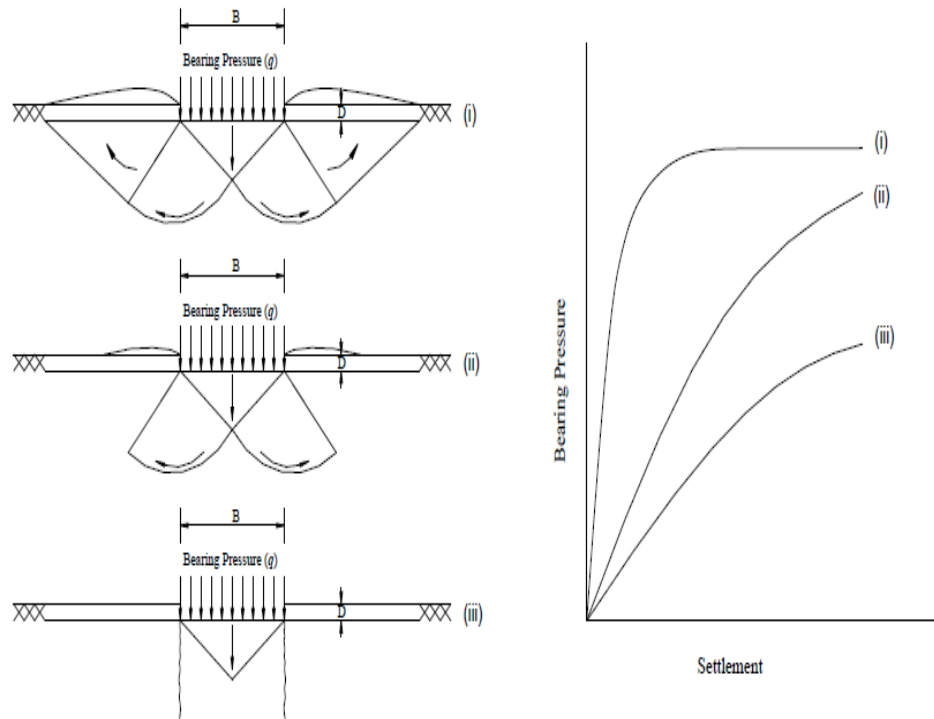 B
Bearing Pressure (q)
D
(i)
B
Bearing Pressure (q)
D
(ii)
B
Bearing Pressure (q)
D
(iii)
Bearing Pressure
(i)
(ii)
(iii)
Settlement